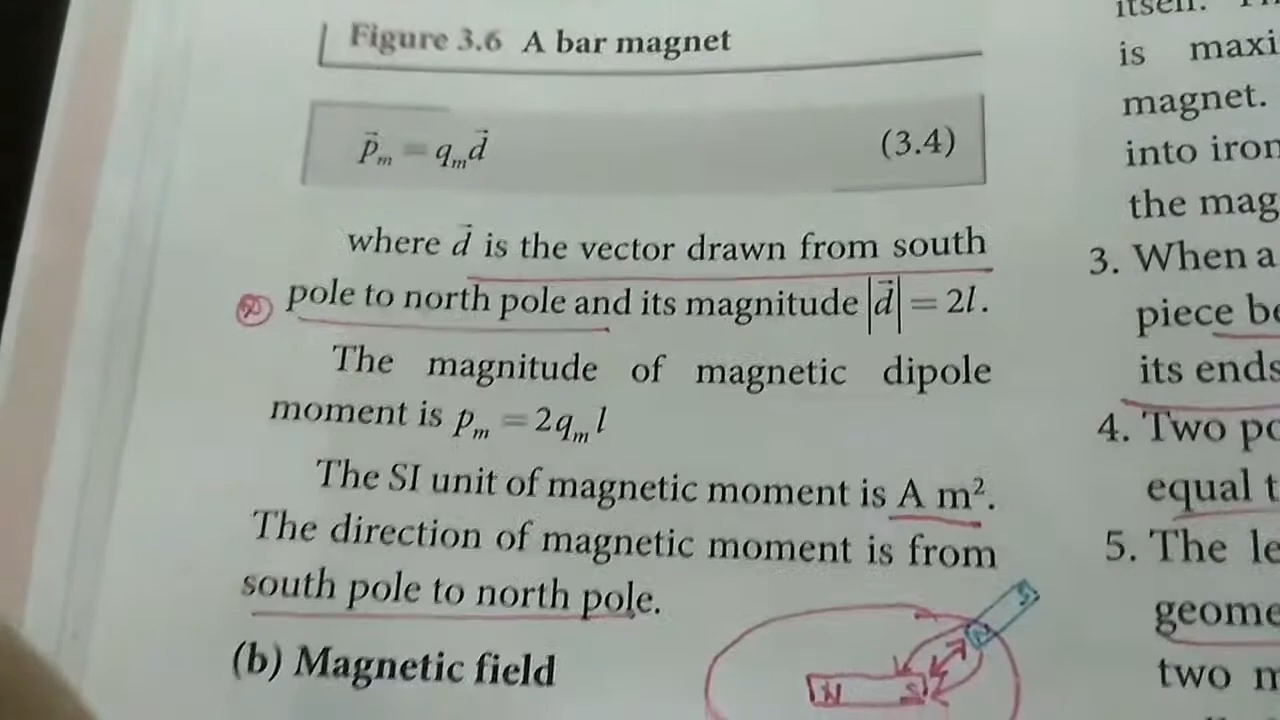 Figure 3.6 A bar magnet
p⃗ₘ = qₘd⃗ (3.4)
where d⃗ is the vector drawn from south
pole to north pole and its magnitude |d⃗| = 2l.
The magnitude of magnetic dipole
moment is pₘ = 2qₘl
The SI unit of magnetic moment is A m².
The direction of magnetic moment is from
south pole to north pole.
(b) Magnetic field
N S
is maxi
magnet.
into iron
the mag
3. When a
piece be
its ends
4. Two po
equal t
5. The le
geome
two m